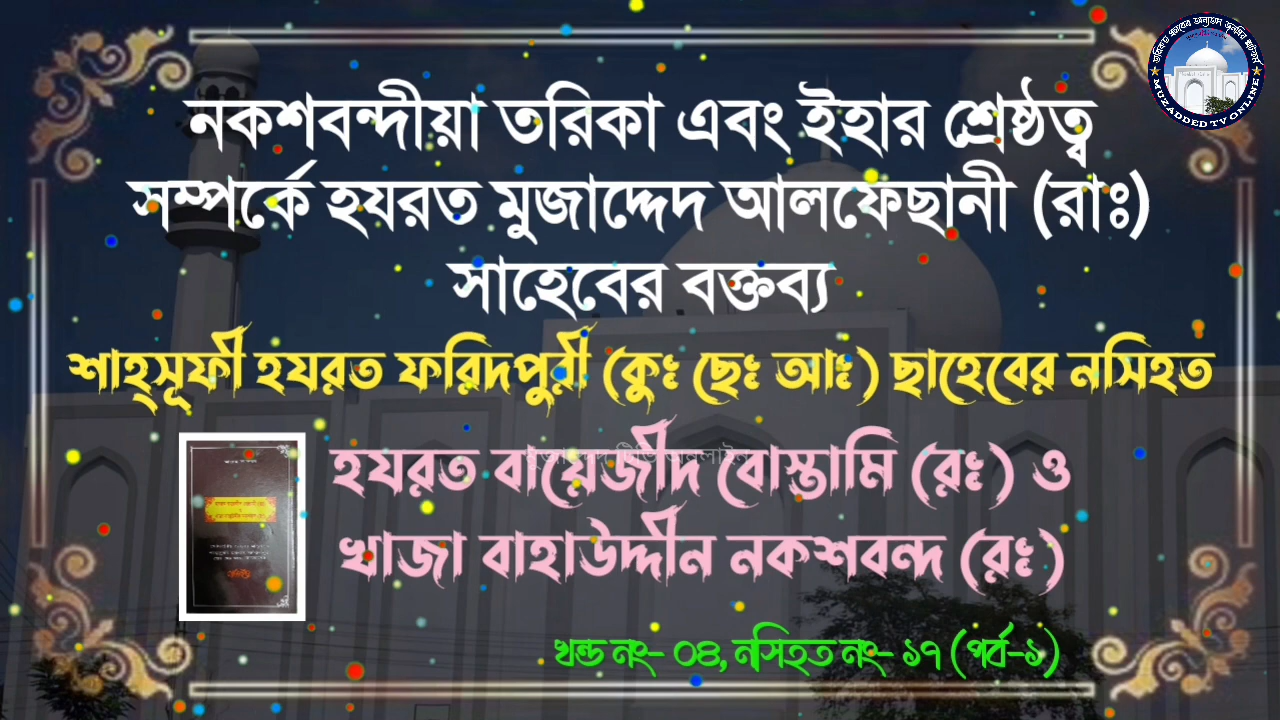 নকশবন্দীয়া তরিকা এবং ইহার শ্রেষ্ঠত্ব
সম্পর্কে হযরত মুজাদ্দেদ আলফেছানী (রাঃ)
সাহেবের বক্তব্য
শাহ্সূফী হযরত ফরিদপুরী (কুঃ ছেঃ আঃ) ছাহেবের নসিহত
হযরত বায়েজীদ বোস্তামি (রঃ) ও
খাজা বাহাউদ্দীন নকশবন্দ (রঃ)
খন্ড নং- ০৪, নসিহত নং- ১৭ (পর্ব-১)
MUZADDED TV ONLINE